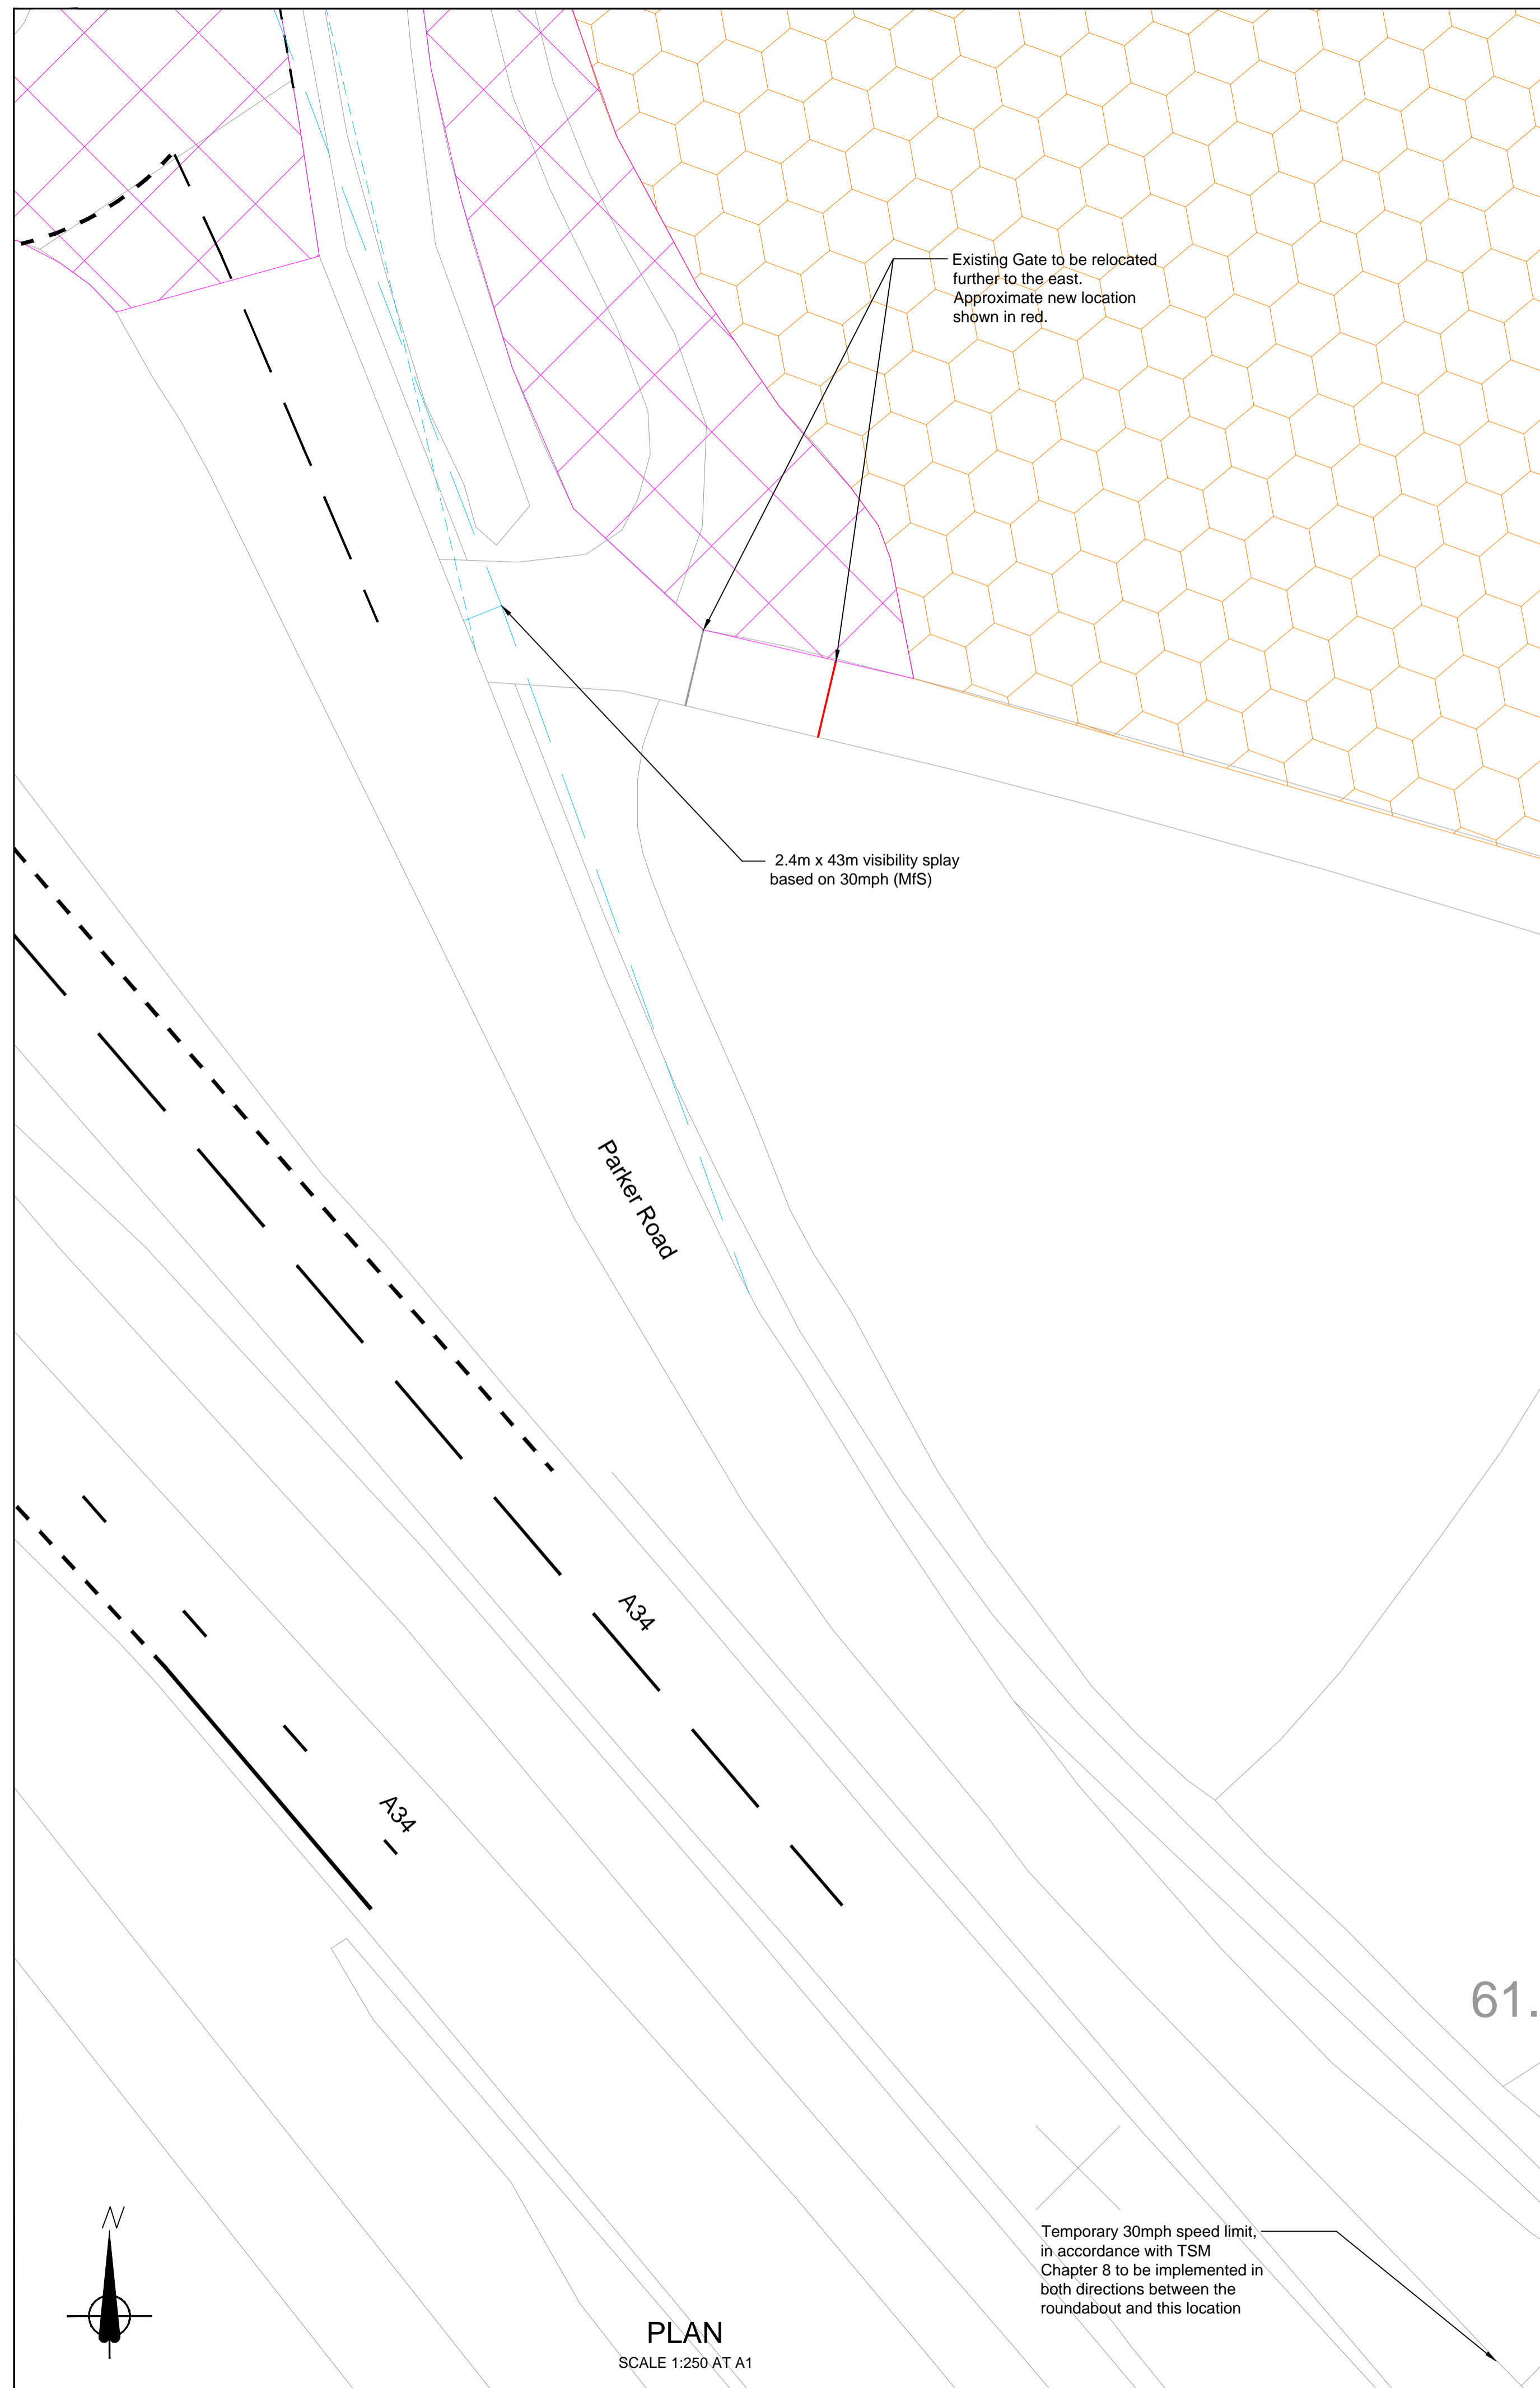 Existing Gate to be relocated
further to the east.
Approximate new location
shown in red.
2.4m x 43m visibility splay
based on 30mph (MfS)
Parker Road
A34
A34
61.
Temporary 30mph speed limit,
in accordance with TSM
Chapter 8 to be implemented in
both directions between the
roundabout and this location
N
PLAN
SCALE 1:250 AT A1